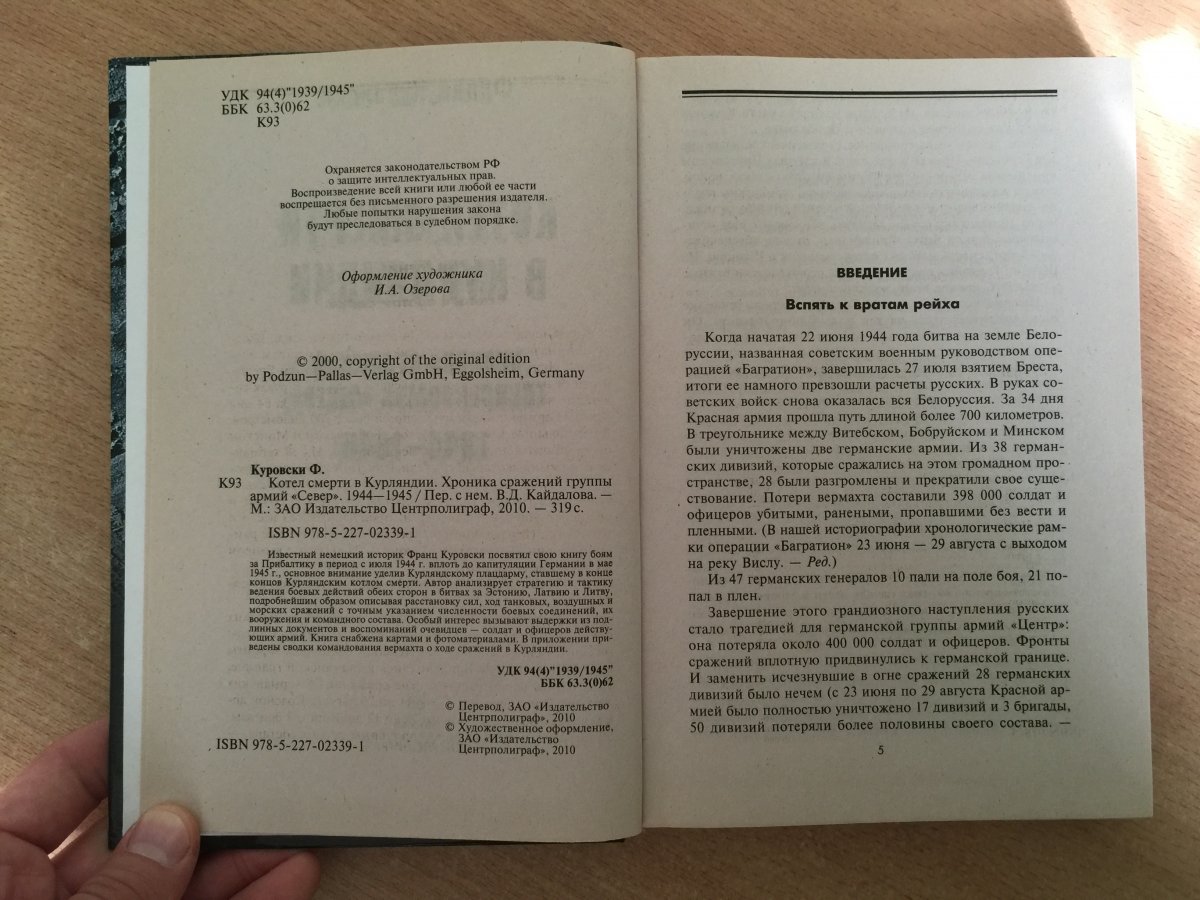 УДК 94(4)"1939/1945"
ББК 63.3(0)62
К93
Охраняется законодательством РФ
о защите интеллектуальных прав.
Воспроизведение всей книги или любой ее части
воспрещается без письменного разрешения издателя.
Любые попытки нарушения закона
будут преследоваться в судебном порядке.
Оформление художника
И.А. Озерова
© 2000, copyright of the original edition
by Podzun—Pallas—Verlag GmbH, Eggolsheim, Germany
Куровски Ф.
К93 Котел смерти в Курляндии. Хроника сражений группы
армий «Север». 1944—1945 / Пер. с нем. В.Д. Кайдалова. —
М.: ЗАО Издательство Центрполиграф, 2010. — 319 с.
ISBN 978-5-227-02339-1
Известный немецкий историк Франц Куровски посвятил свою книгу боям
за Прибалтику в период с июля 1944 г. вплоть до капитуляции Германии в мае
1945 г., основное внимание уделив Курляндскому плацдарму, ставшему в конце
концов Курляндским котлом смерти. Автор анализирует стратегию и тактику
ведения боевых действий обеих сторон в битвах за Эстонию, Латвию и Литву,
подробнейшим образом описывая расстановку сил, ход танковых, воздушных и
морских сражений с точным указанием численности боевых соединений, их
вооружения и командного состава. Особый интерес вызывают выдержки из под-
линных документов и воспоминаний очевидцев — солдат и офицеров действу-
ющих армий. Книга снабжена картами и фотоматериалами. В приложении при-
ведены сводки командования вермахта о ходе сражений в Курляндии.
УДК 94(4)"1939/1945"
ББК 63.3(0)62
© Перевод, ЗАО «Издательство
Центрполиграф», 2010
© Художественное оформление,
ЗАО «Издательство
Центрполиграф», 2010
ISBN 978-5-227-02339-1
ВВЕДЕНИЕ
Вспять к вратам рейха
Когда начатая 22 июня 1944 года битва на земле Бело-
руссии, названная советским военным руководством опе-
рацией «Багратион», завершилась 27 июля взятием Бреста,
итоги ее намного превзошли расчеты русских. В руках со-
ветских войск снова оказалась вся Белоруссия. За 34 дня
Красная армия прошла путь длиной более 700 километров.
В треугольнике между Витебском, Бобруйском и Минском
были уничтожены две германские армии. Из 38 герман-
ских дивизий, которые сражались на этом громадном про-
странстве, 28 были разгромлены и прекратили свое суще-
ствование. Потери вермахта составили 398 000 солдат и
офицеров убитыми, ранеными, пропавшими без вести и
пленными. (В нашей историографии хронологические рам-
ки операции «Багратион» 23 июня — 29 августа с выходом
на реку Вислу. — Ред.)
Из 47 германских генералов 10 пали на поле боя, 21 по-
пал в плен.
Завершение этого грандиозного наступления русских
стало трагедией для германской группы армий «Центр»:
она потеряла около 400 000 солдат и офицеров. Фронты
сражений вплотную придвинулись к германской границе.
И заменить исчезнувшие в огне сражений 28 германских
дивизий было нечем (с 23 июня по 29 августа Красной ар-
мией было полностью уничтожено 17 дивизий и 3 бригады,
50 дивизий потеряли более половины своего состава. —
5